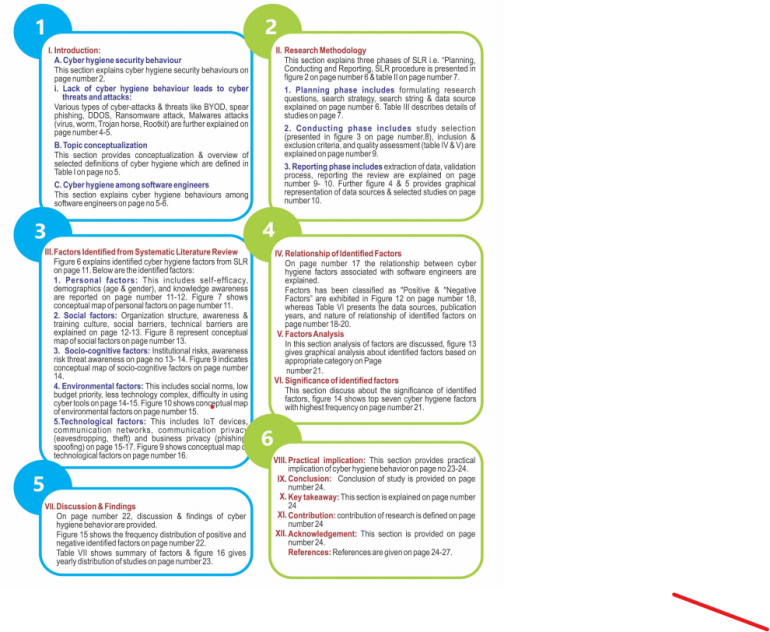 1
I. Introduction:
A. Cyber hygiene security behaviour
This section explains cyber hygiene security behaviours on
page number 2.
i. Lack of cyber hygiene behaviour leads to cyber
threats and attacks:
Various types of cyber-attacks & threats like BYOD, spear
phishing, DDOS, Ransomware attack, Malwares attacks
(virus, worm, Trojan horse, Rootkit) are further explained on
page number 4-5.
B. Topic conceptualization
This section provides conceptualization & overview of
selected definitions of cyber hygiene which are defined in
Table I on page number 5.
C. Cyber hygiene among software engineers
This section explains cyber hygiene behaviours among
software engineers on page no 5-6.
2
II. Research Methodology
This section explains three phases of SLR i.e. "Planning,
Conducting and Reporting, SLR procedure is presented in
figure 2 on page number 6 & table II on page number 7.
1. Planning phase includes formulating research
questions, search strategy, search string & data source
explained on page number 6. Table III describes details of
studies on page 7.
2. Conducting phase includes study selection
(presented in figure 3 on page number.8), inclusion &
exclusion criteria, and quality assessment (table IV & V) are
explained on page number 9.
3. Reporting phase includes extraction of data, validation
process, reporting the review are explained on page
number 9- 10. Further figure 4 & 5 provides graphical
representation of data sources & selected studies on page
number 10.
3
III. Factors Identified from Systematic Literature Review
Figure 6 explains identified cyber hygiene factors from SLR
on page 11. Below are the identified factors:
1. Personal factors: This includes self-efficacy,
demographics (age & gender), and knowledge awareness
are reported on page number 11-12. Figure 7 shows
conceptual map of personal factors on page number 11.
2. Social factors: Organization structure, awareness &
training culture, social barriers, technical barriers are
explained on page 12-13. Figure 8 represent conceptual
map of social factors on page number 13.
3. Socio-cognitive factors: Institutional risks, awareness
risk threat awareness on page no 13- 14. Figure 9 indicates
conceptual map of socio-cognitive factors on page number
14.
4. Environmental factors: This includes social norms, low
budget priority, less technology complex, difficulty in using
cyber tools on page 14-15. Figure 10 shows conceptual map
of environmental factors on page number 15.
5.Technological factors: This includes IoT devices,
communication networks, communication privacy
(eavesdropping, theft) and business privacy (phishing
spoofing) on page 15-17. Figure 9 shows conceptual map
technological factors on page number 16.
4
IV. Relationship of Identified Factors
On page number 17 the relationship between cyber
hygiene factors associated with software engineers are
explained.
Factors has been classified as "Positive & "Negative
Factors" are exhibited in Figure 12 on page number 18,
whereas Table VI presents the data sources, publication
years, and nature of relationship of identified factors on
page number 18-20.
V. Factors Analysis
In this section analysis of factors are discussed, figure 13
gives graphical analysis about identified factors based on
appropriate category on Page
number 21.
VI. Significance of identified factors
This section discuss about the significance of identified
factors, figure 14 shows top seven cyber hygiene factors
with highest frequency on page number 21.
5
VII. Discussion & Findings
On page number 22, discussion & findings of cyber
hygiene behavior are provided.
Figure 15 shows the frequency distribution of positive and
negative identified factors on page number 22.
Table VII shows summary of factors & figure 16 gives
yearly distribution of studies on page number 23.
6
VIII. Practical implication: This section provides practical
implication of cyber hygiene behavior on page no 23-24.
IX. Conclusion: Conclusion of study is provided on page
number 24.
X. Key takeaway: This section is explained on page number
24
XI. Contribution: contribution of research is defined on page
number 24
XII. Acknowledgement: This section is provided on page
number 24.
References: References are given on page 24-27.